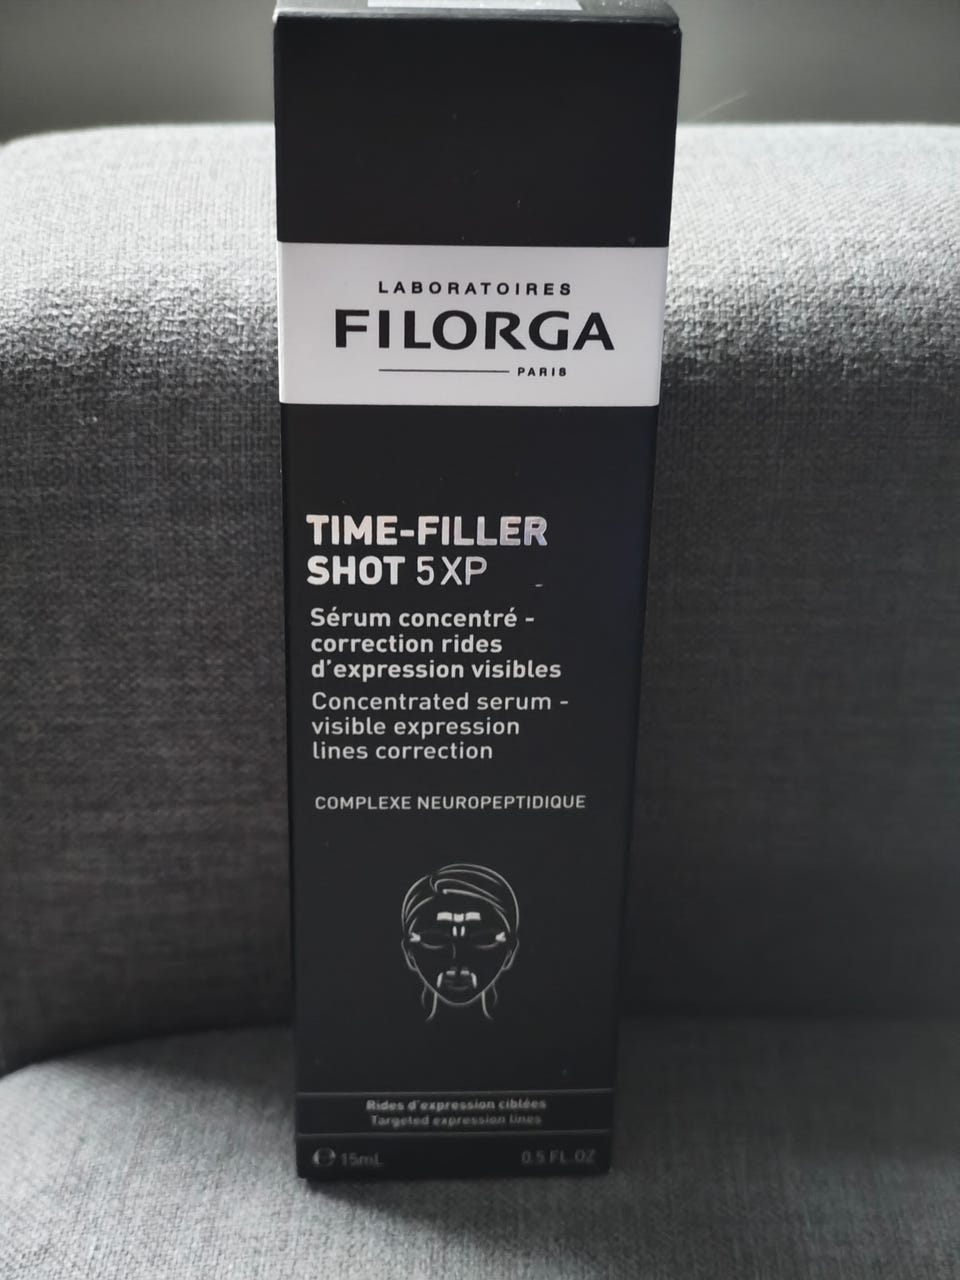 LABORATOIRES
FILORGA
PARIS
TIME-FILLER
SHOT 5XP
Sérum concentré -
correction rides
d'expression visibles
Concentrated serum -
visible expression
lines correction
COMPLEXE NEUROPEPTIDIQUE
Rides d'expression ciblées
Targeted expression lines
℮ 15mL 0.5 FL.OZ